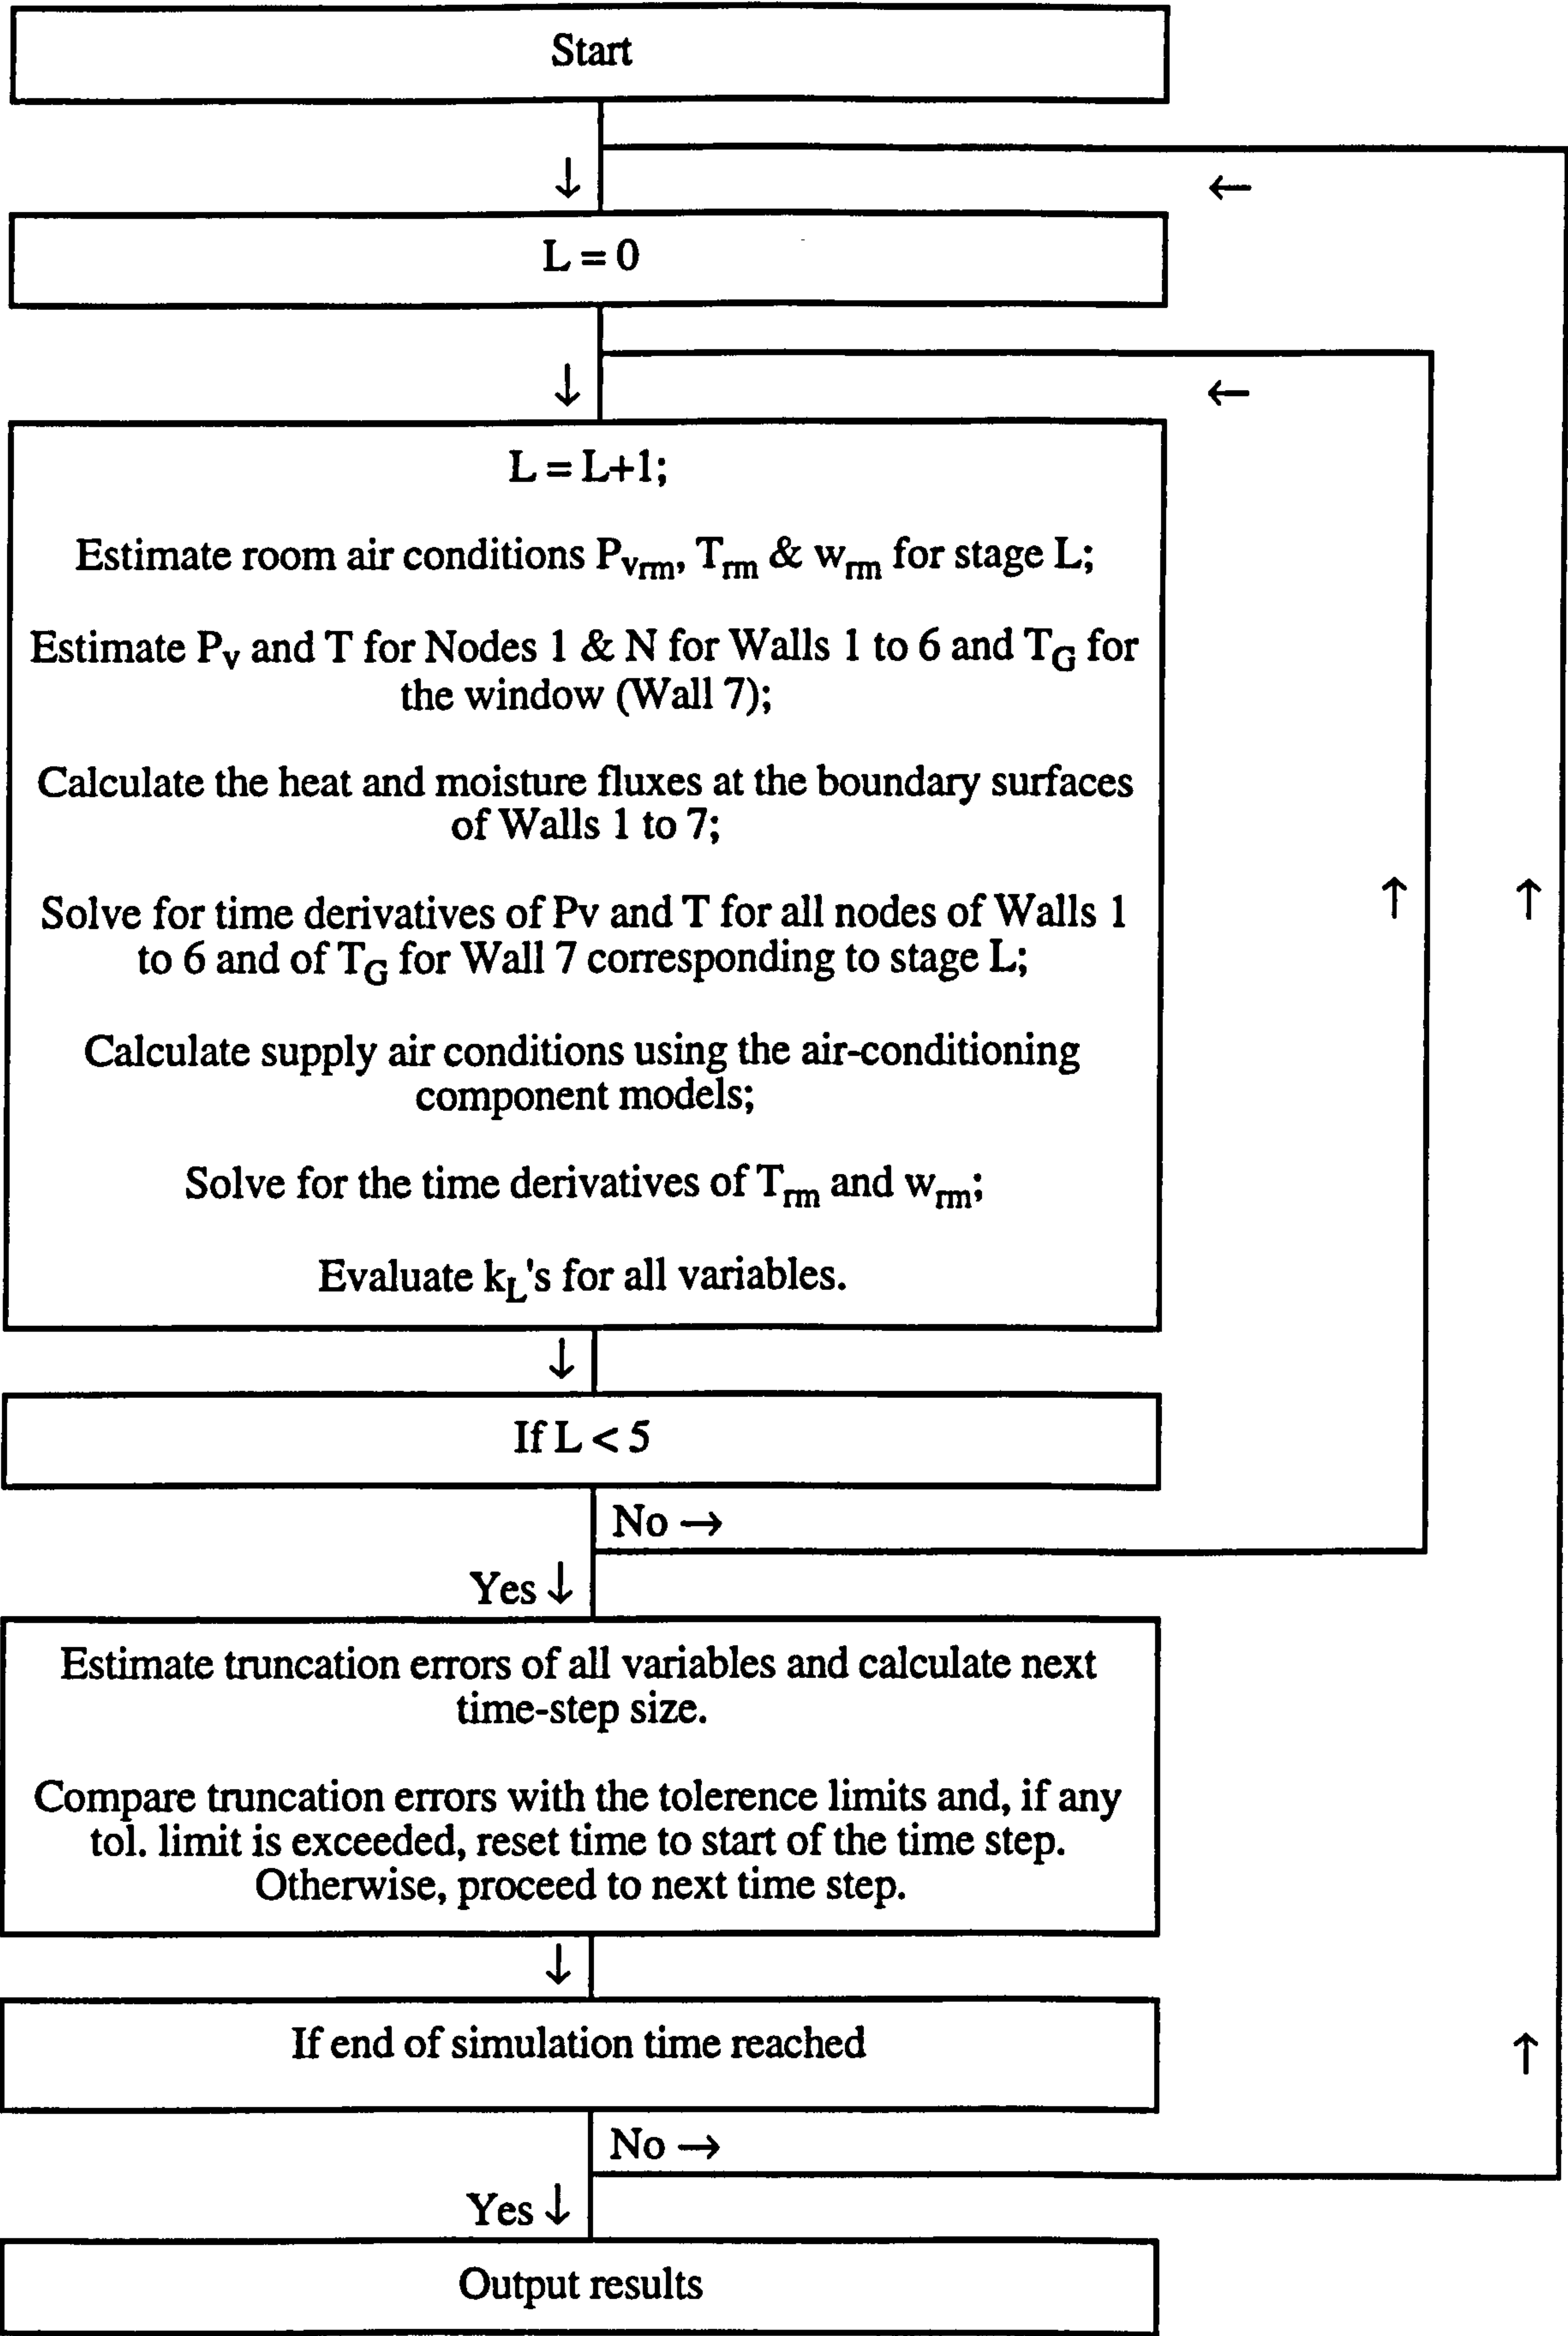 Start
↓
←
L = 0
↓
←
L = L+1;
Estimate room air conditions Pvrm, Trm & wrm for stage L;
Estimate Pv and T for Nodes 1 & N for Walls 1 to 6 and TG for
the window (Wall 7);
Calculate the heat and moisture fluxes at the boundary surfaces
of Walls 1 to 7;
Solve for time derivatives of Pv and T for all nodes of Walls 1
to 6 and of TG for Wall 7 corresponding to stage L;
↑ ↑
Calculate supply air conditions using the air-conditioning
component models;
Solve for the time derivatives of Trm and wrm;
Evaluate kL's for all variables.
↓
If L < 5
No →
Yes ↓
Estimate truncation errors of all variables and calculate next
time-step size.
Compare truncation errors with the tolerence limits and, if any
tol. limit is exceeded, reset time to start of the time step.
Otherwise, proceed to next time step.
↓
If end of simulation time reached
↑
No →
Yes ↓
Output results